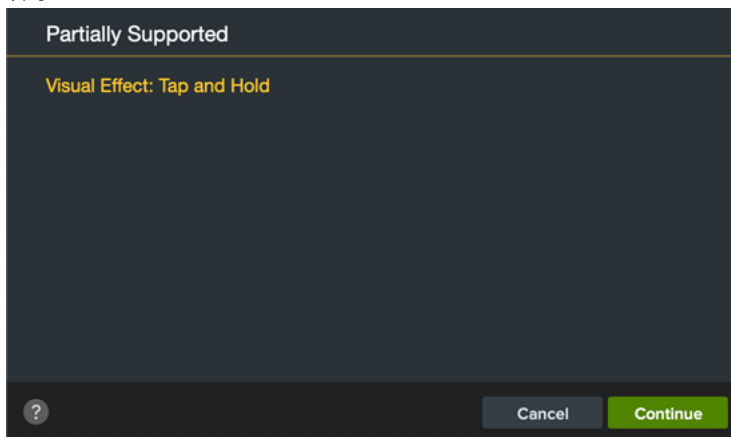 Partially Supported
Visual Effect: Tap and Hold
?
Cancel
Continue